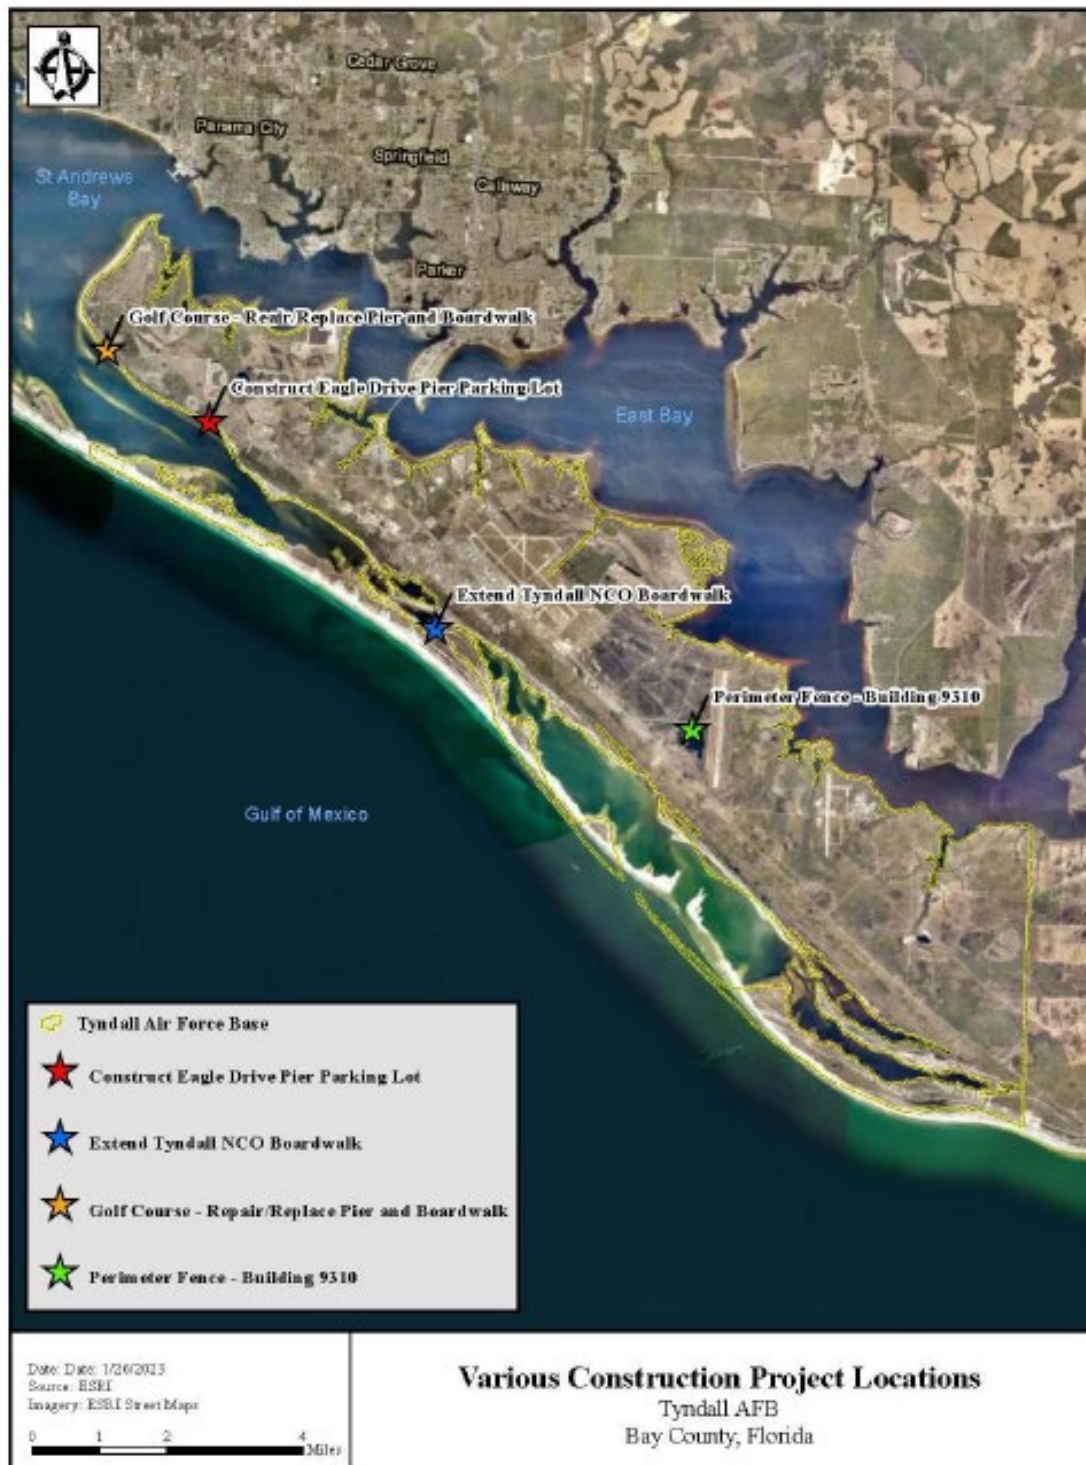 Cedar Grove
Panama City
Springfield
Callaway
St Andrews
Bay
Parker
Golf Course - Reair/Replace Pier and Boardwalk
Construct Eagle Drive Pier Parking Lot
East Bay
Extend Tyndall NCO Boardwalk
Perimeter Fence - Building 9310
Gulf of Mexico
Tyndall Air Force Base
Construct Eagle Drive Pier Parking Lot
Extend Tyndall NCO Boardwalk
Golf Course - Repair/Replace Pier and Boardwalk
Perimeter Fence - Building 9310
Date: Date: 1/26/2023
Source: ESRI
Imagery: ESRI Street Maps
0 1 2 4
Miles
Various Construction Project Locations
Tyndall AFB
Bay County, Florida